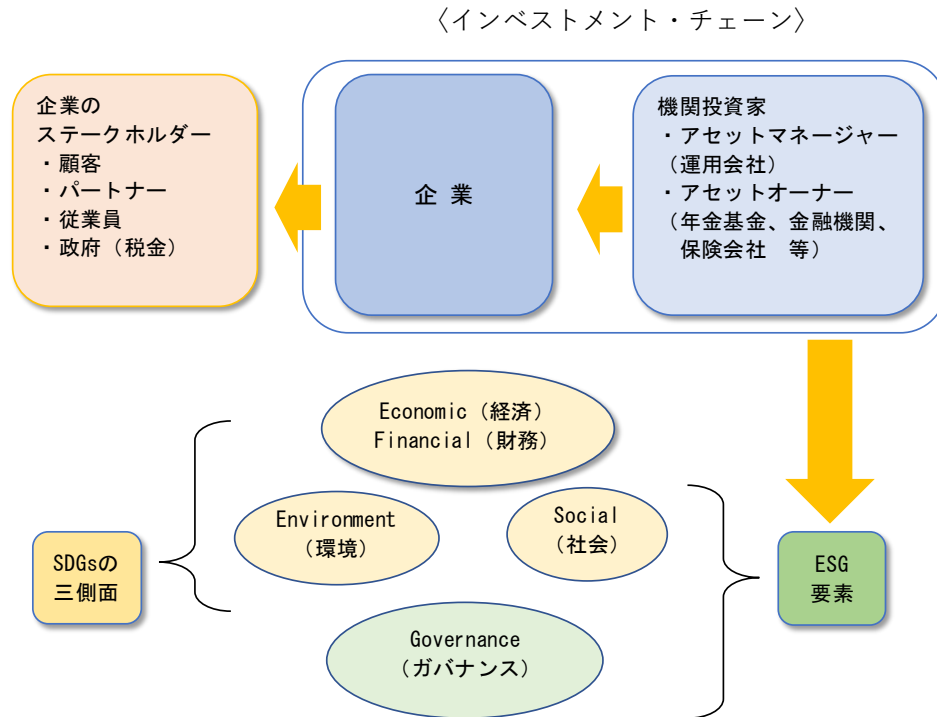 〈インベストメント・チェーン〉
企業の
ステークホルダー
・顧客
・パートナー
・従業員
・政府（税金）
企 業
機関投資家
・アセットマネージャー
（運用会社）
・アセットオーナー
（年金基金、金融機関、
保険会社　等）
Economic（経済）
Financial（財務）
Environment
（環境）
Social
（社会）
SDGsの
三側面
ESG
要素
Governance
（ガバナンス）